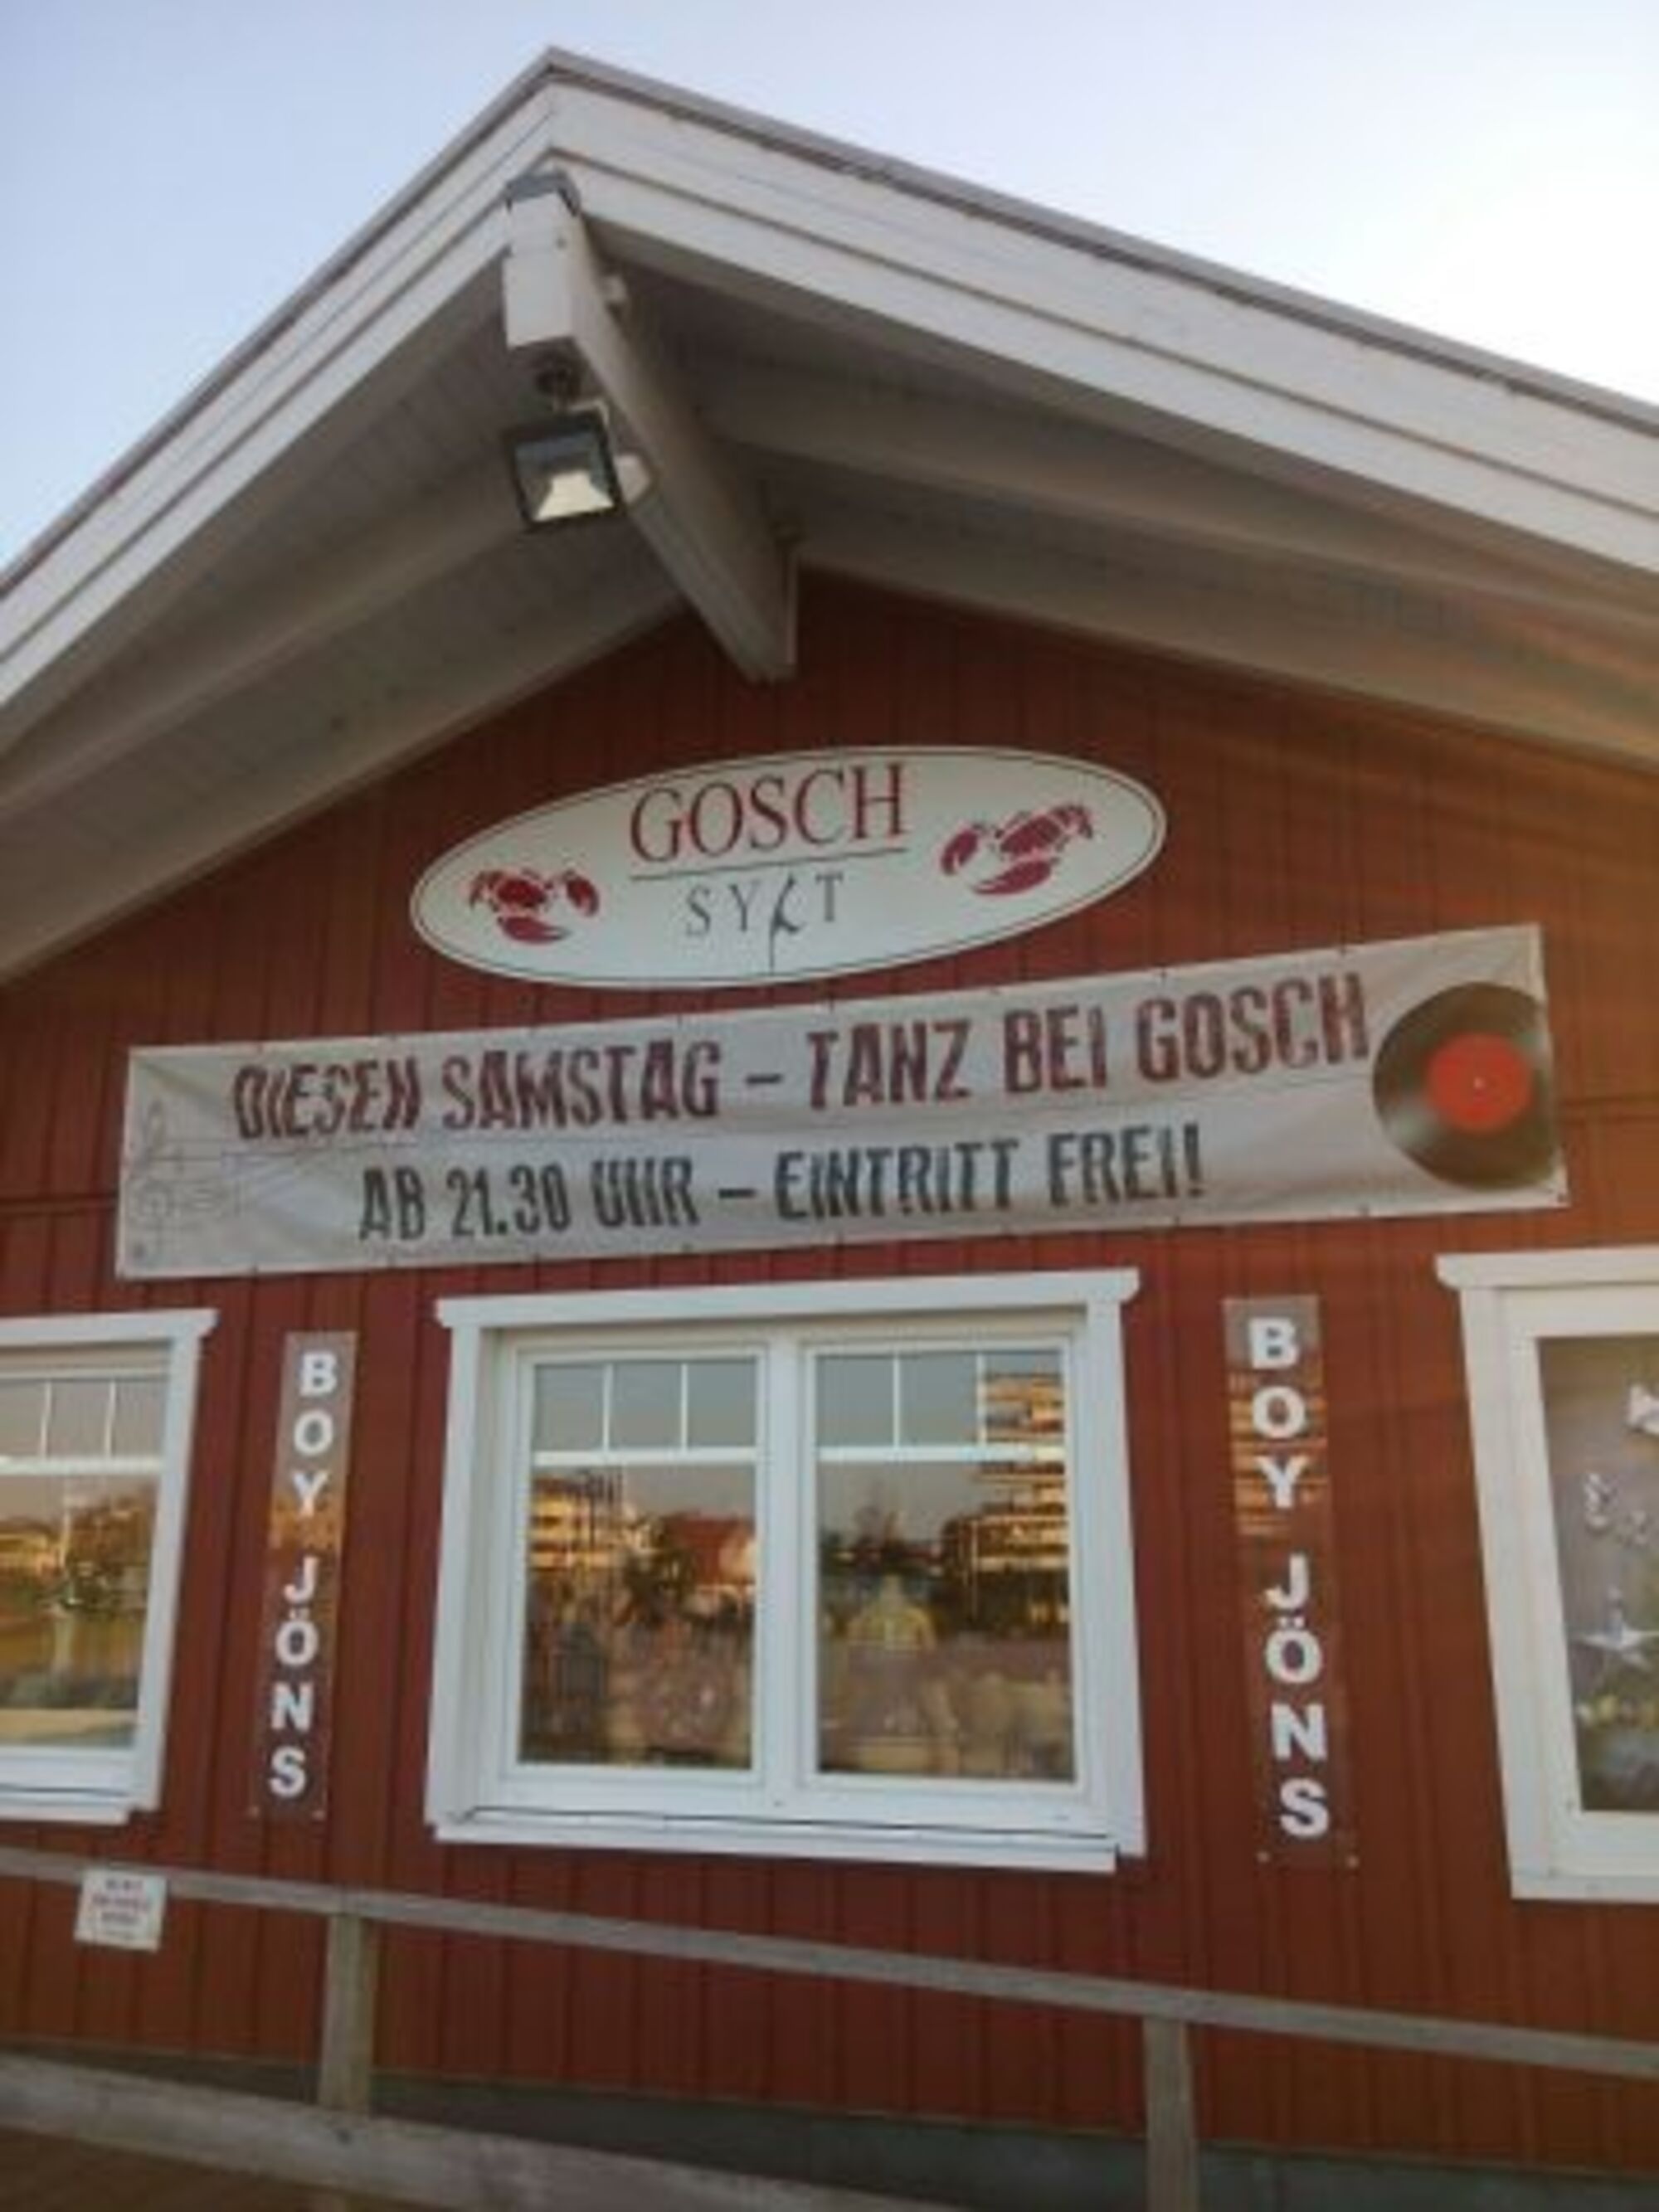 GOSCH
SYLT
DIESEN SAMSTAG – TANZ BEI GOSCH
AB 21.30 UHR – EINTRITT FREI!
BOY JÖNS
BOY JÖNS